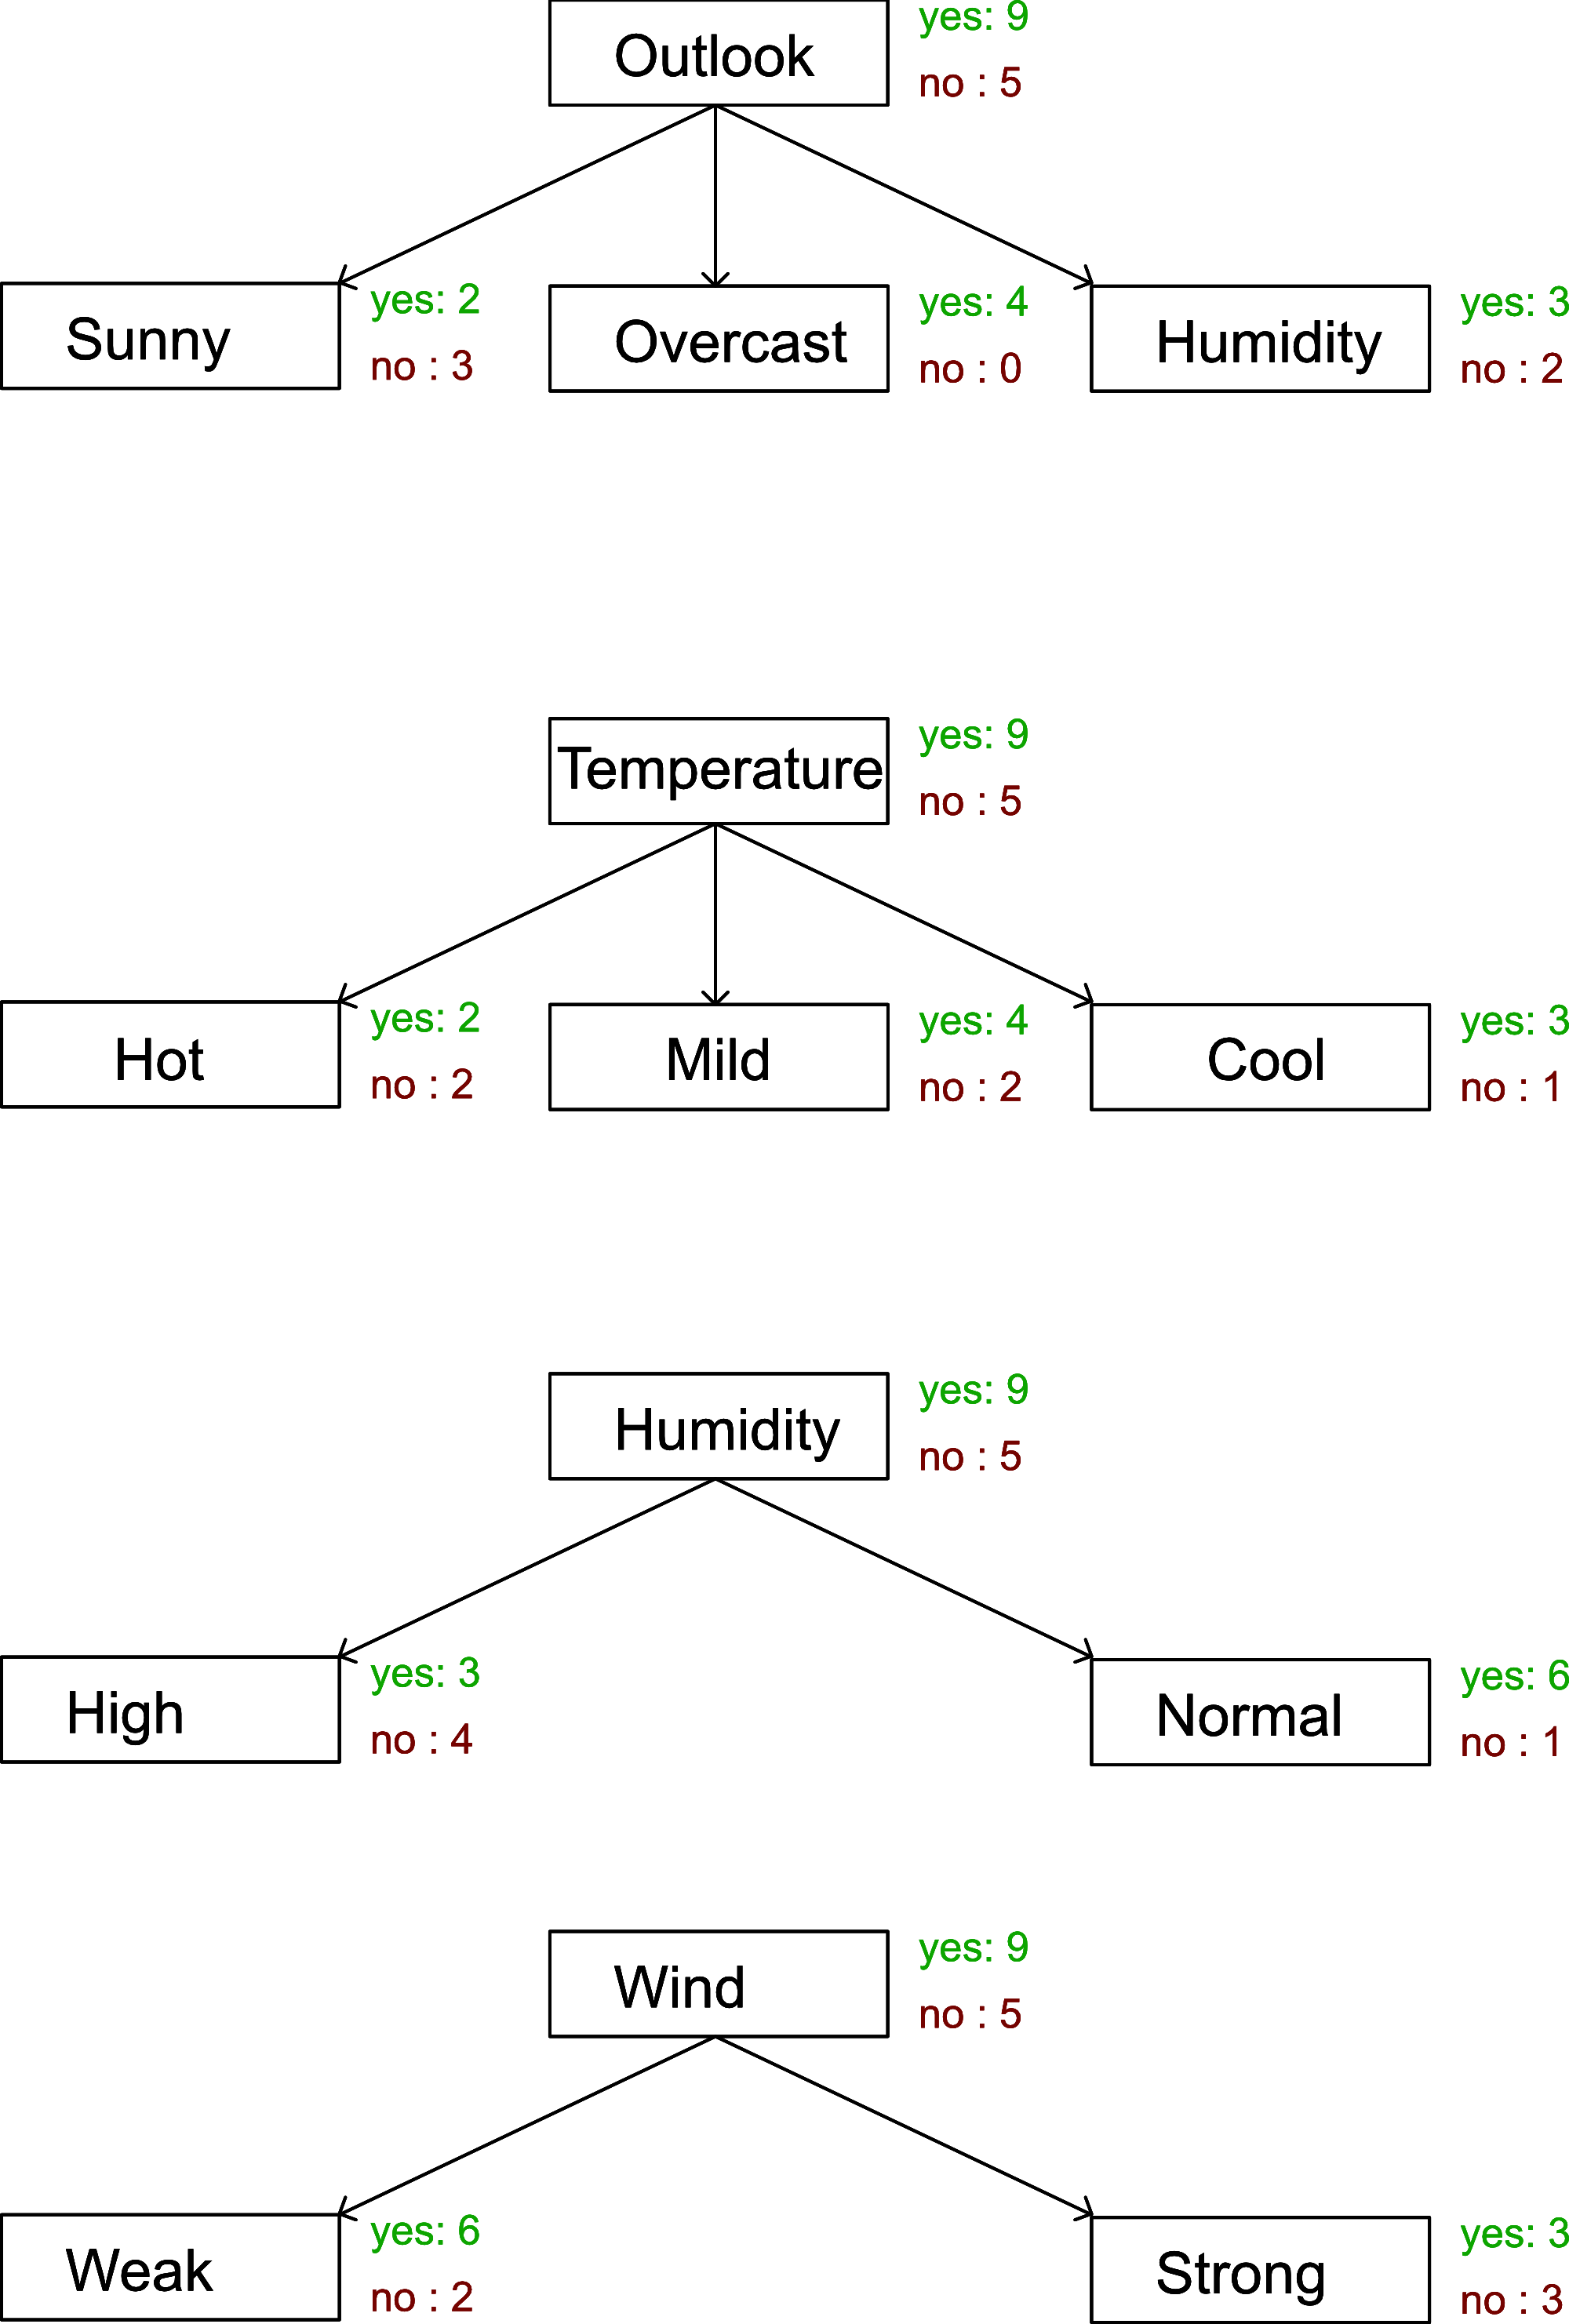 Outlook
yes: 9
no : 5
Sunny
yes: 2
no : 3
Overcast
yes: 4
no : 0
Humidity
yes: 3
no : 2
Temperature
yes: 9
no : 5
Hot
yes: 2
no : 2
Mild
yes: 4
no : 2
Cool
yes: 3
no : 1
Humidity
yes: 9
no : 5
High
yes: 3
no : 4
Normal
yes: 6
no : 1
Wind
yes: 9
no : 5
Weak
yes: 6
no : 2
Strong
yes: 3
no : 3